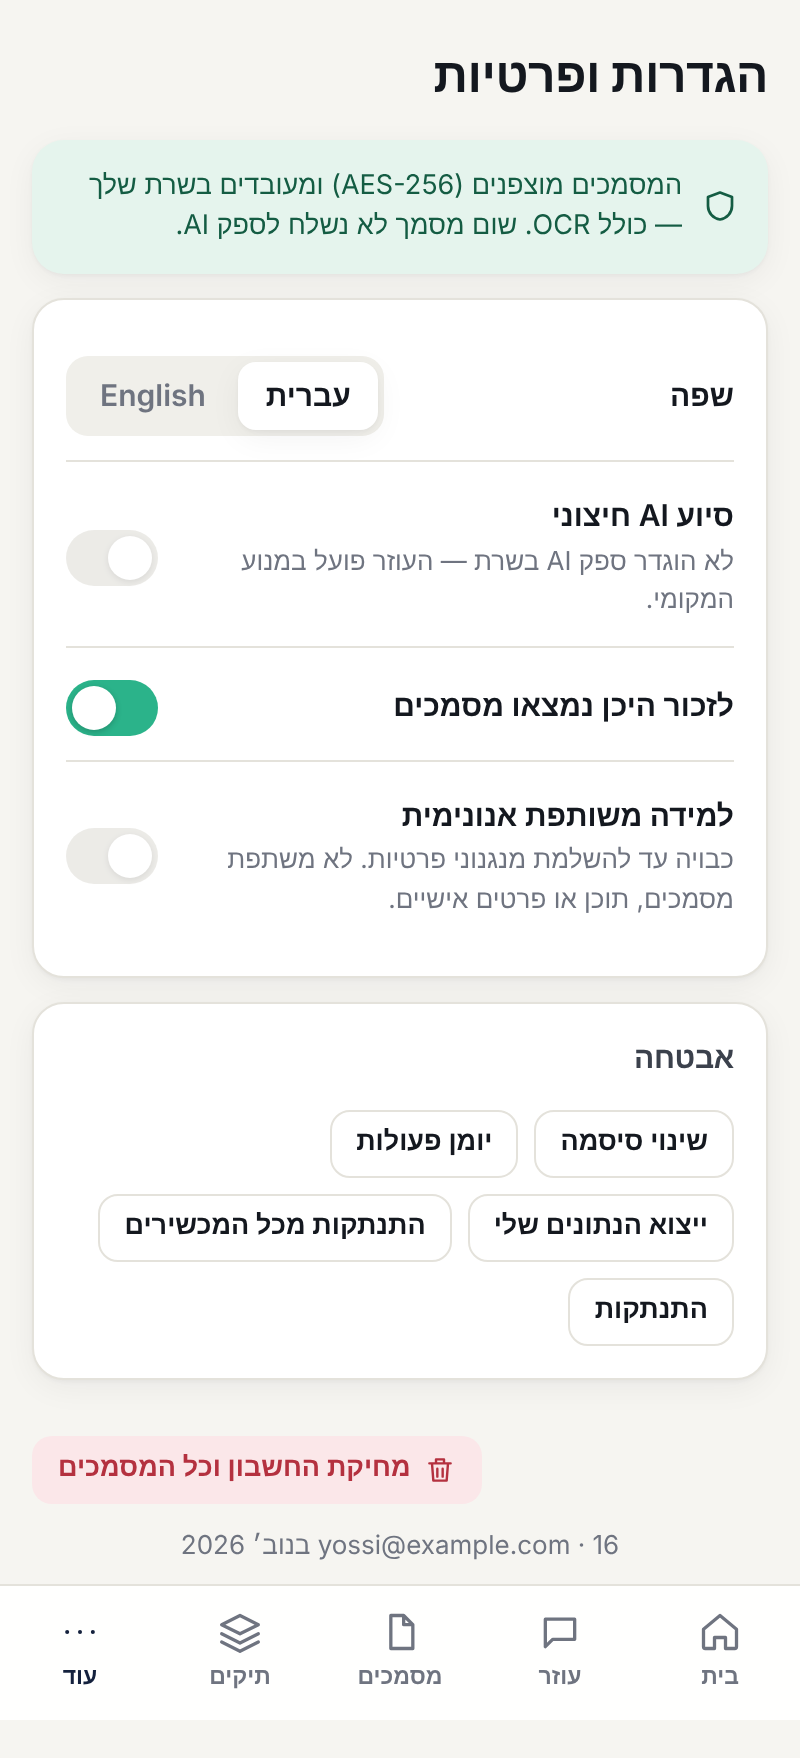 הגדרות ופרטיות
המסמכים מוצפנים (AES-256) ומעובדים בשרת שלך
— כולל OCR. שום מסמך לא נשלח לספק AI.
שפה
עברית
English
סיוע AI חיצוני
לא הוגדר ספק AI בשרת — העוזר פועל במנוע
המקומי.
לזכור היכן נמצאו מסמכים
למידה משותפת אנונימית
כבויה עד להשלמת מנגנוני פרטיות. לא משתפת
מסמכים, תוכן או פרטים אישיים.
אבטחה
שינוי סיסמה
יומן פעולות
ייצוא הנתונים שלי
התנתקות מכל המכשירים
התנתקות
מחיקת החשבון וכל המסמכים
yossi@example.com · 16 בנוב׳ 2026
בית
עוזר
מסמכים
תיקים
עוד